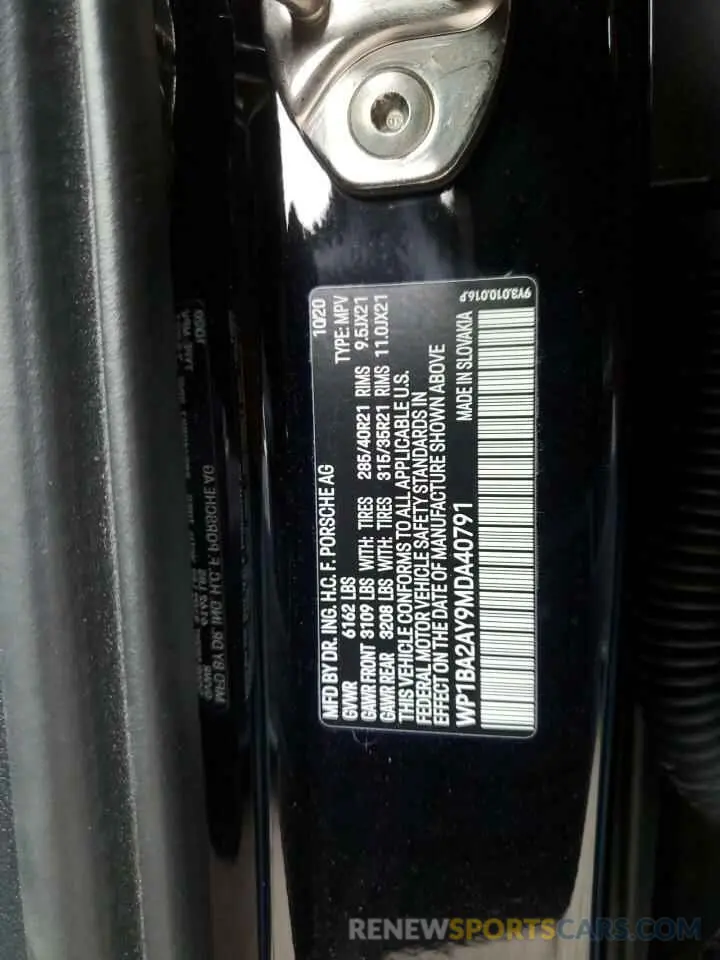 MFD BY DR. ING. H.C. F. PORSCHE AG 10/20
GVWR 6162 LBS TYPE: MPV
GAWR FRONT 3109 LBS WITH: TIRES 285/40R21 RIMS 9.5JX21
GAWR REAR 3208 LBS WITH: TIRES 315/35R21 RIMS 11.0JX21
THIS VEHICLE CONFORMS TO ALL APPLICABLE U.S.
FEDERAL MOTOR VEHICLE SAFETY STANDARDS IN
EFFECT ON THE DATE OF MANUFACTURE SHOWN ABOVE
WP1BA2AY9MDA40791 MADE IN SLOVAKIA
9Y3.010.016.P
RENEWSPORTSCARS.COM